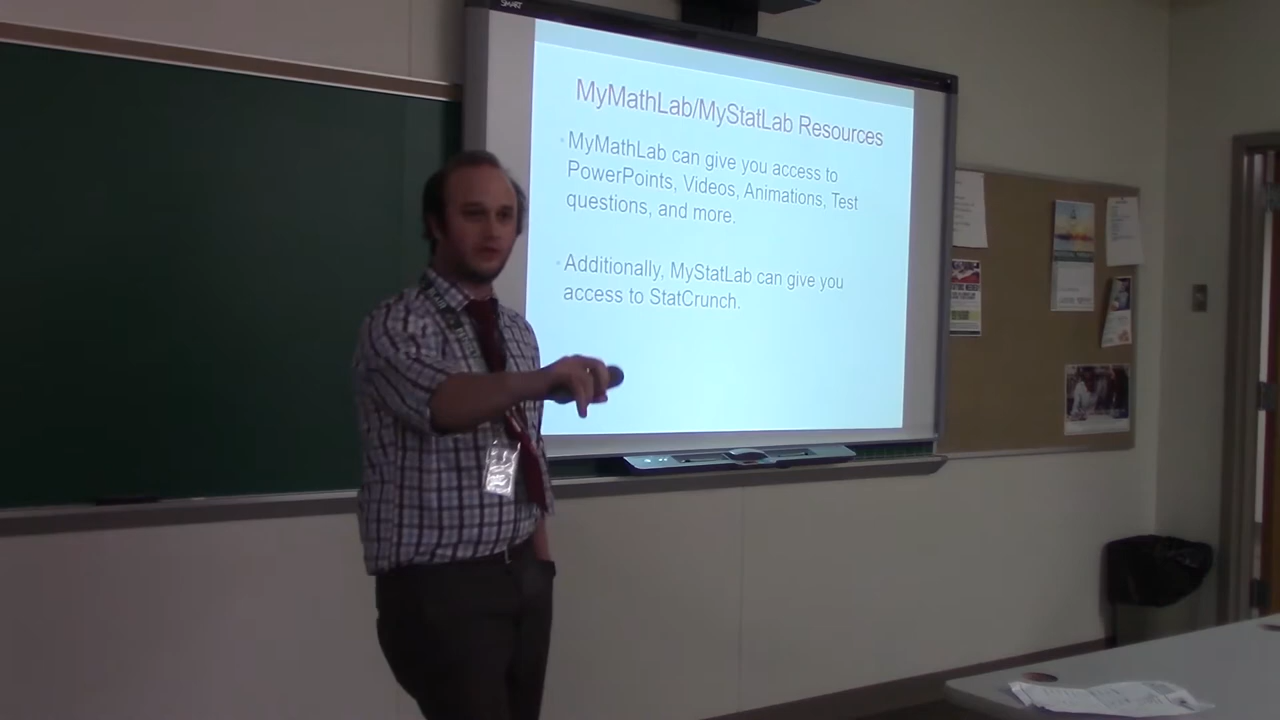 SMART
MyMathLab/MyStatLab Resources
MyMathLab can give you access to
PowerPoints, Videos, Animations, Test
questions, and more.
Additionally, MyStatLab can give you
access to StatCrunch.